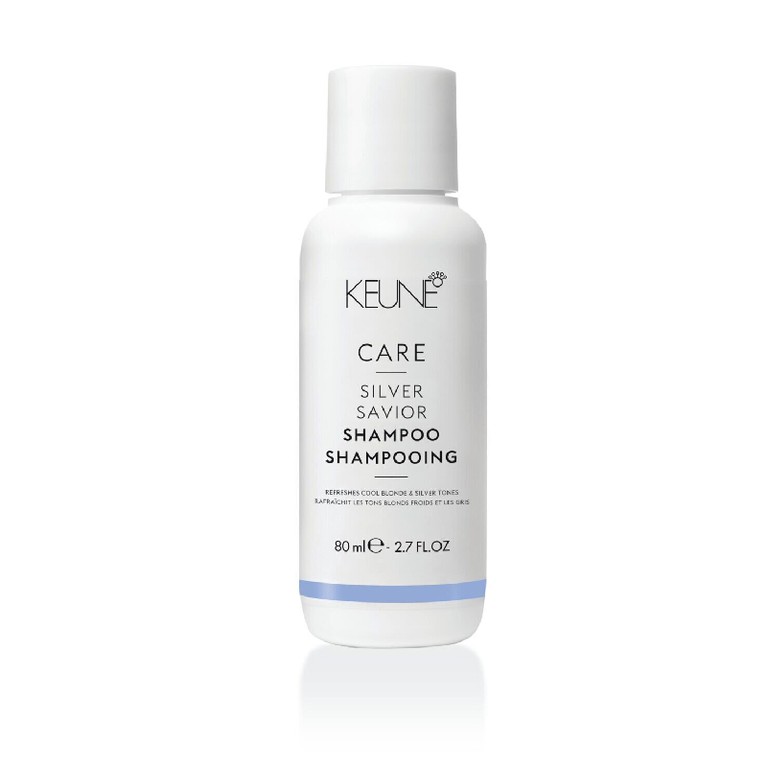 KEUNE
CARE
SILVER
SAVIOR
SHAMPOO
SHAMPOOING
REFRESHES COOL BLONDE & SILVER TONES
RAFRAÎCHIT LES TONS BLONDS FROIDS ET LES GRIS
80 ml ℮ - 2.7 FL.OZ